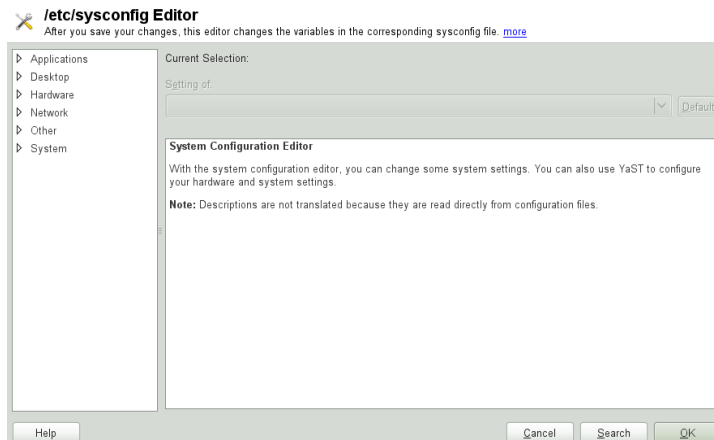 /etc/sysconfig Editor
After you save your changes, this editor changes the variables in the corresponding sysconfig file. more
Applications
Desktop
Hardware
Network
Other
System
Current Selection:
Setting of:
Default
System Configuration Editor
With the system configuration editor, you can change some system settings. You can also use YaST to configure
your hardware and system settings.
Note: Descriptions are not translated because they are read directly from configuration files.
Help
Cancel
Search
OK